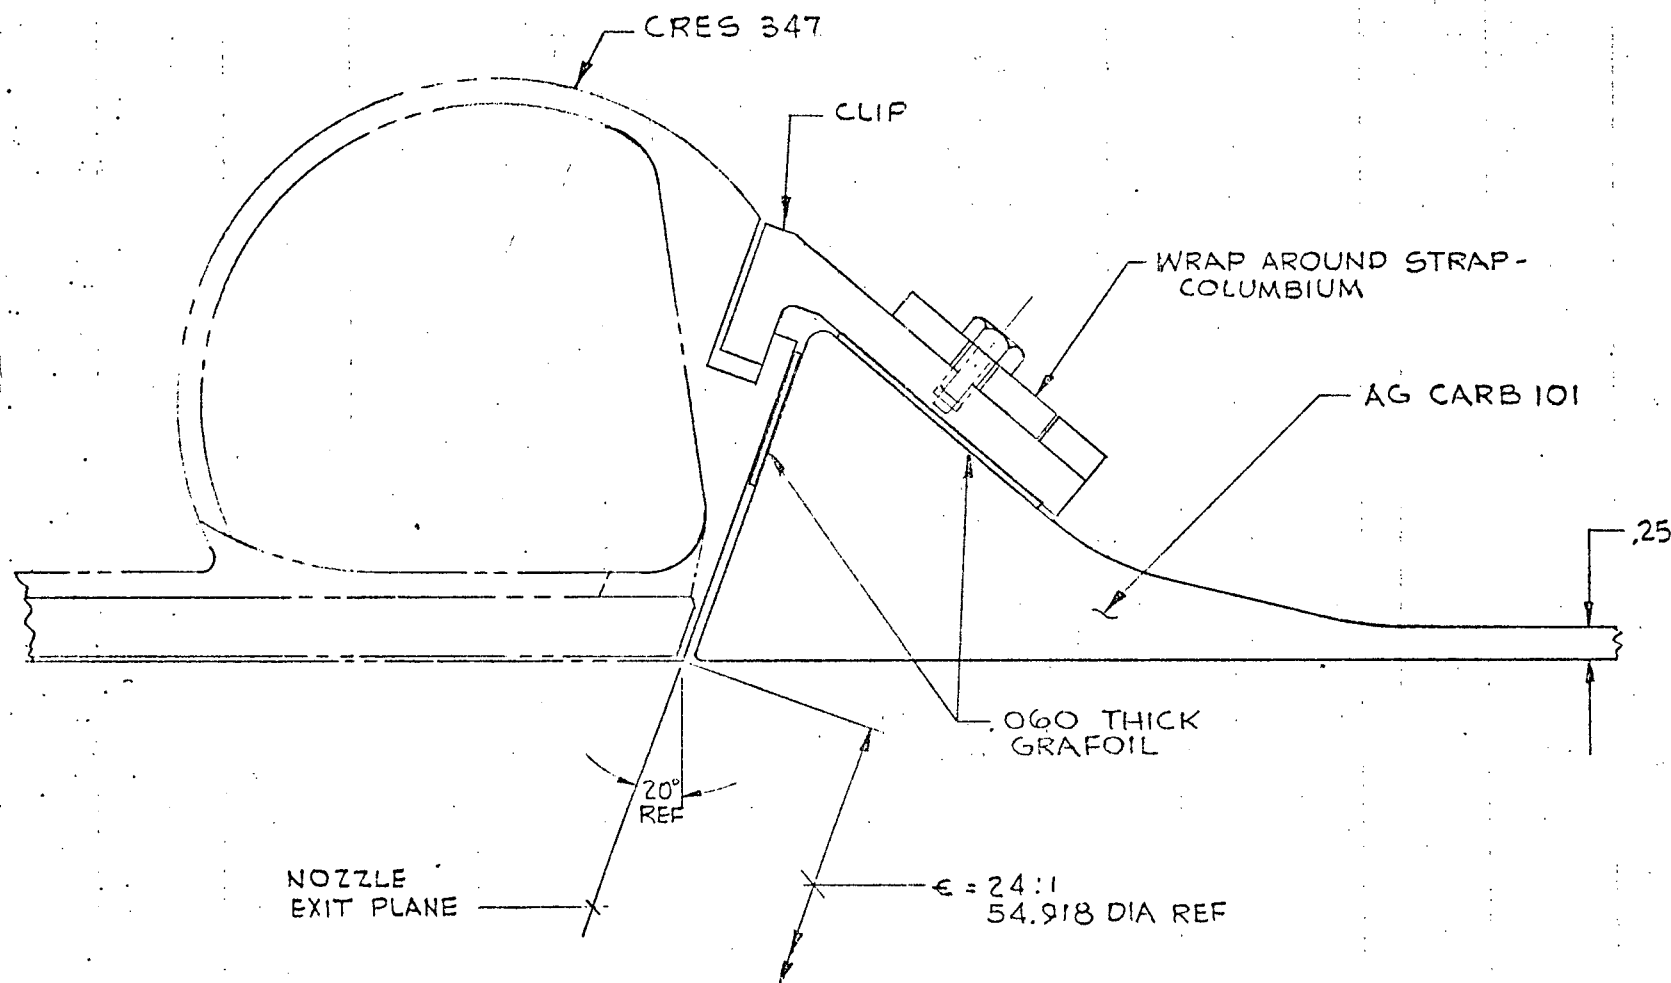 CRES 347
CLIP
WRAP AROUND STRAP-
COLUMBIUM
AG CARB 101
.25
.060 THICK
GRAFOIL
20°
REF
NOZZLE
EXIT PLANE
€ = 24:1
54.918 DIA REF